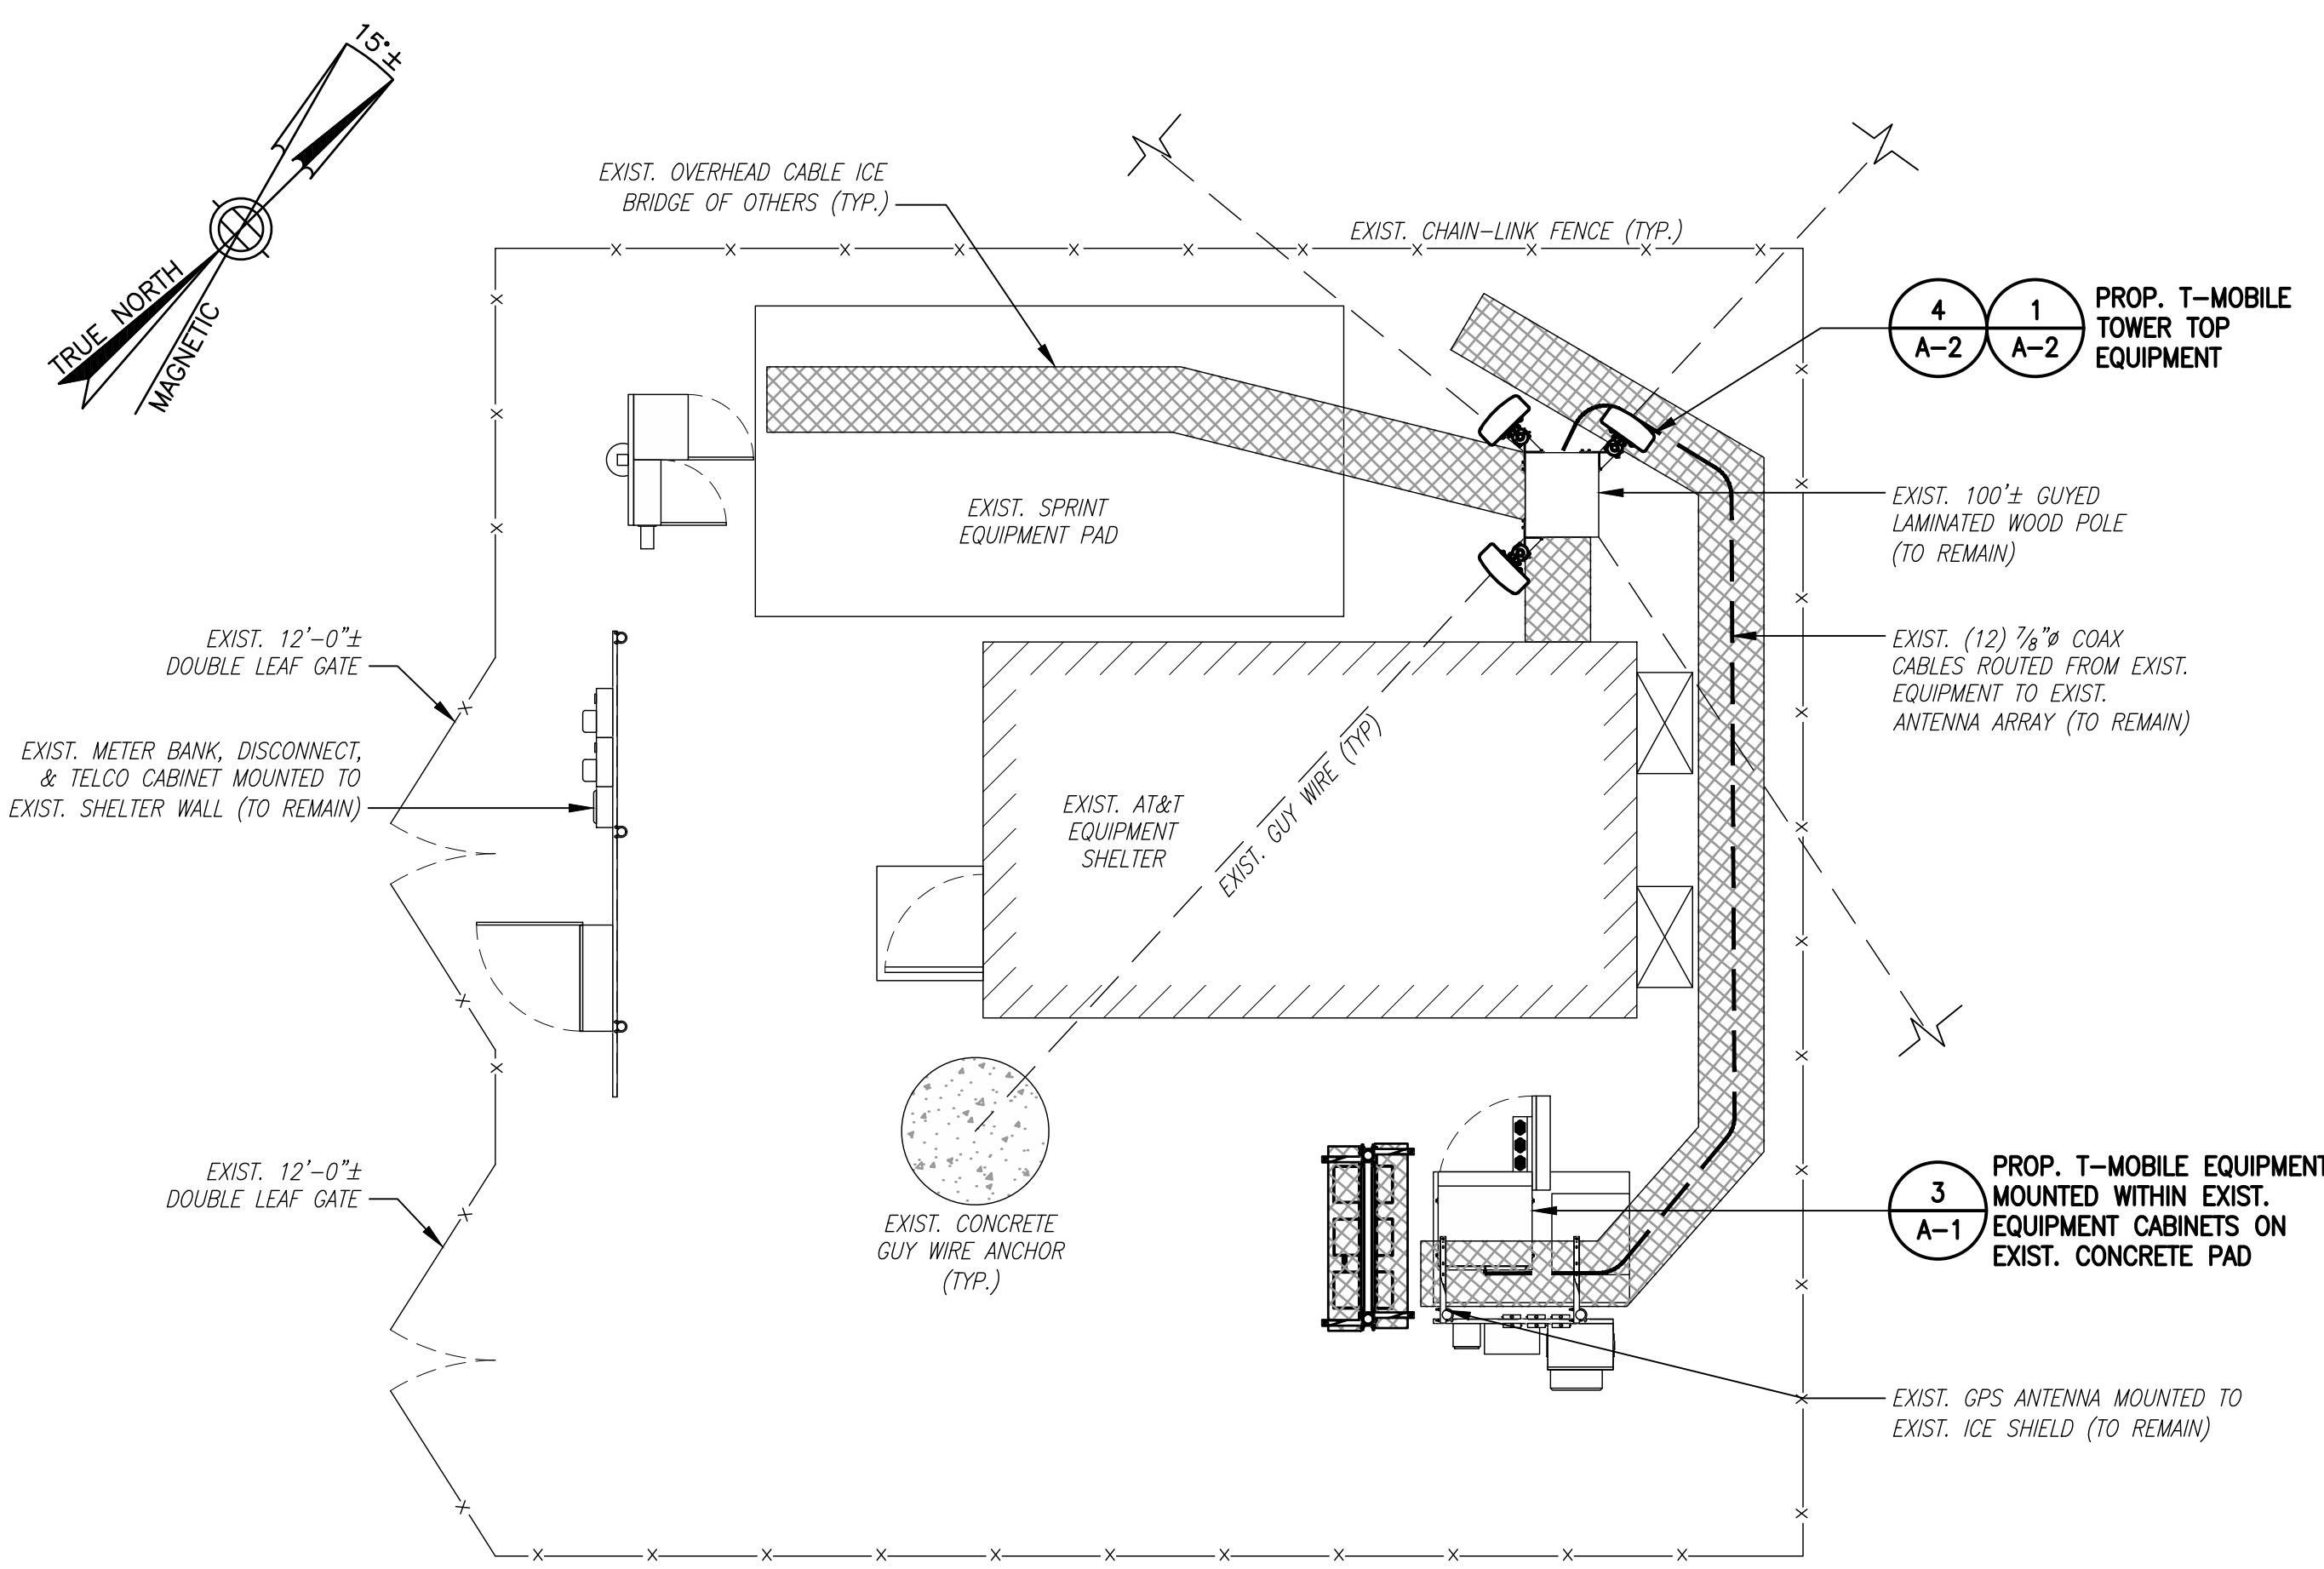 15°±
TRUE NORTH
MAGNETIC
EXIST. OVERHEAD CABLE ICE
BRIDGE OF OTHERS (TYP.)
EXIST. CHAIN-LINK FENCE (TYP.)
4
A-2
1
A-2
PROP. T-MOBILE
TOWER TOP
EQUIPMENT
EXIST. SPRINT
EQUIPMENT PAD
EXIST. 100'± GUYED
LAMINATED WOOD POLE
(TO REMAIN)
EXIST. 12'-0"±
DOUBLE LEAF GATE
EXIST. (12) 7/8"ø COAX
CABLES ROUTED FROM EXIST.
EQUIPMENT TO EXIST.
ANTENNA ARRAY (TO REMAIN)
EXIST. METER BANK, DISCONNECT,
& TELCO CABINET MOUNTED TO
EXIST. SHELTER WALL (TO REMAIN)
EXIST. AT&T
EQUIPMENT
SHELTER
EXIST. GUY WIRE (TYP)
EXIST. 12'-0"±
DOUBLE LEAF GATE
EXIST. CONCRETE
GUY WIRE ANCHOR
(TYP.)
3
A-1
PROP. T-MOBILE EQUIPMENT
MOUNTED WITHIN EXIST.
EQUIPMENT CABINETS ON
EXIST. CONCRETE PAD
EXIST. GPS ANTENNA MOUNTED TO
EXIST. ICE SHIELD (TO REMAIN)